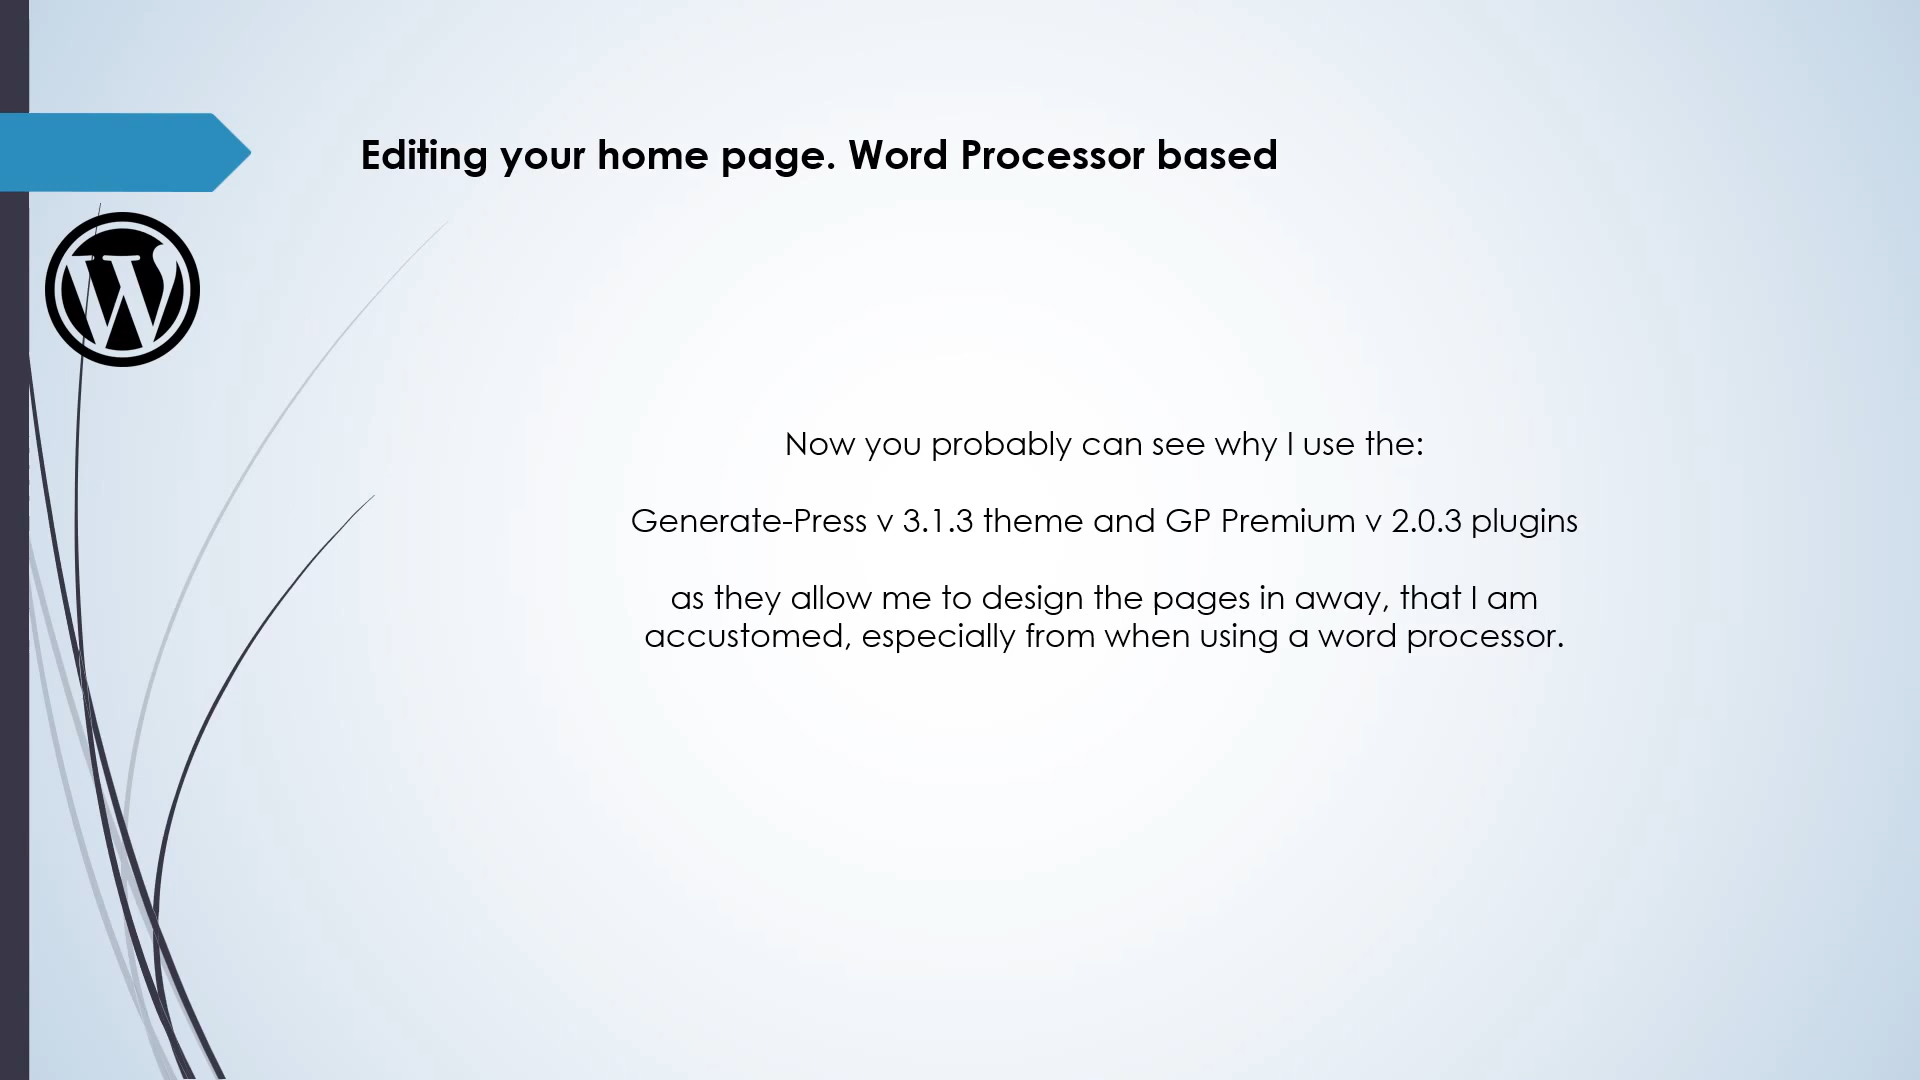 Editing your home page. Word Processor based
Now you probably can see why I use the:
Generate-Press v 3.1.3 theme and GP Premium v 2.0.3 plugins
as they allow me to design the pages in away, that I am
accustomed, especially from when using a word processor.